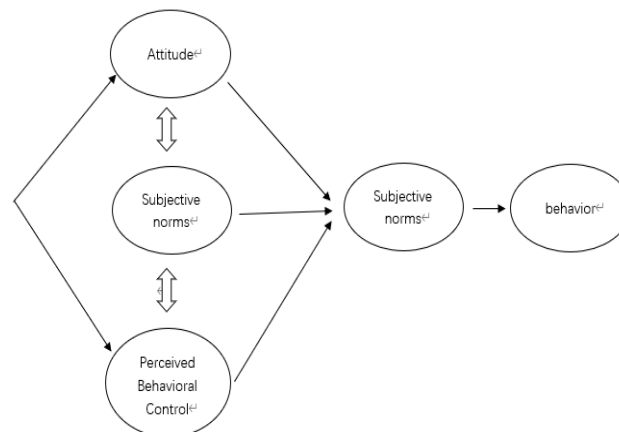 Attitude↵
Subjective
norms↵
Subjective
norms↵
behavior↵
Perceived
Behavioral
Control↵